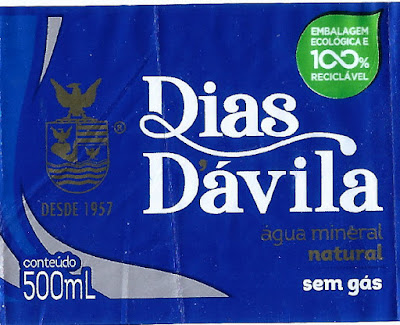 EMBALAGEM
ECOLÓGICA E
100%
RECICLÁVEL
Dias
D'ávila
®
DESDE 1957
água mineral
natural
conteúdo
500mL
sem gás